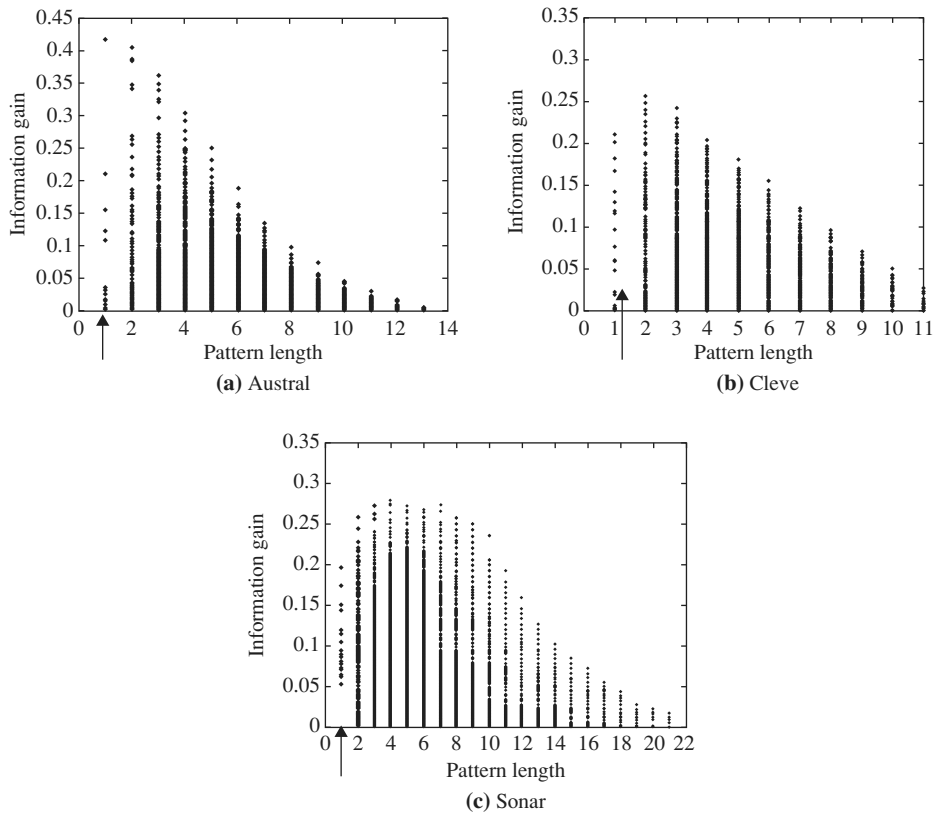 0.45
0.4
0.35
0.3
0.25
0.2
0.15
0.1
0.05
0
Information gain
0 2 4 6 8 10 12 14
Pattern length
(a) Austral
0.35
0.3
0.25
0.2
0.15
0.1
0.05
0
Information gain
0 1 2 3 4 5 6 7 8 9 10 11
Pattern length
(b) Cleve
0.35
0.3
0.25
0.2
0.15
0.1
0.05
0
Information gain
0 2 4 6 8 10 12 14 16 18 20 22
Pattern length
(c) Sonar